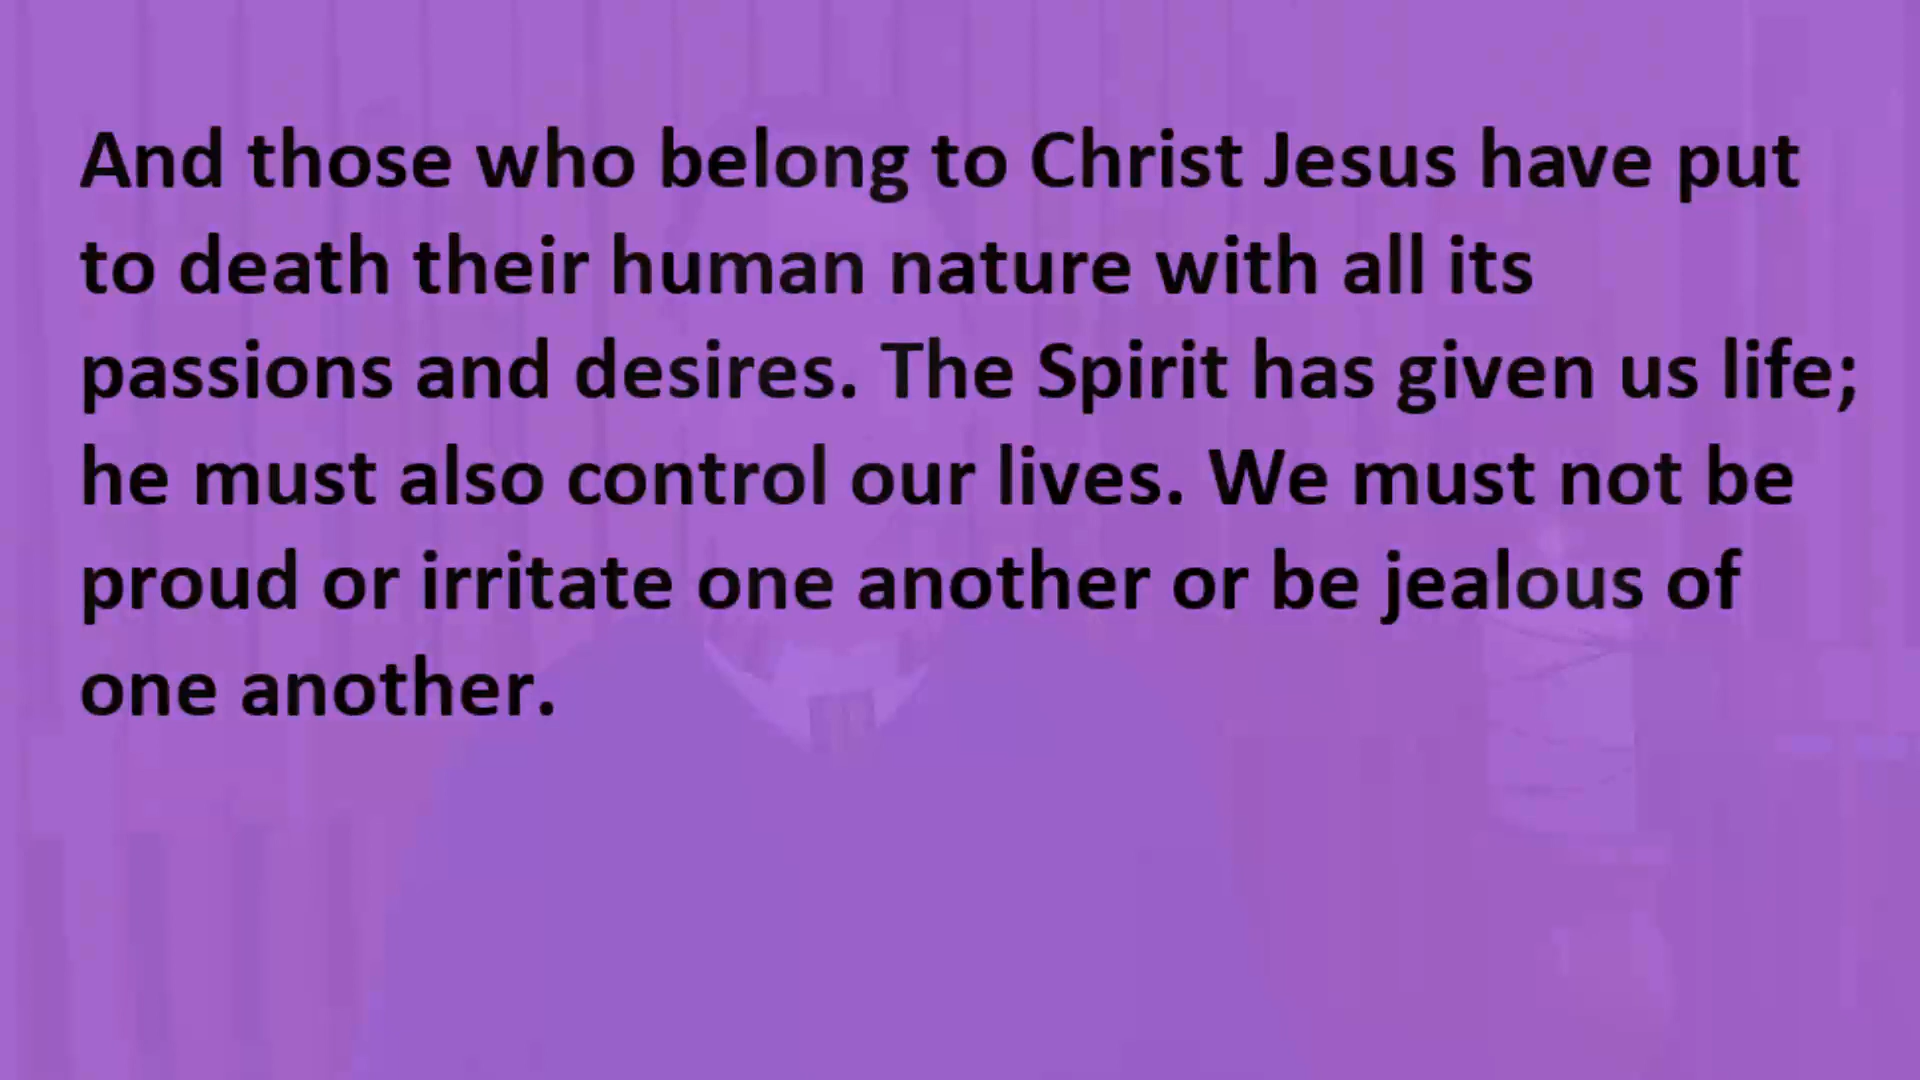 And those who belong to Christ Jesus have put
to death their human nature with all its
passions and desires. The Spirit has given us life;
he must also control our lives. We must not be
proud or irritate one another or be jealous of
one another.